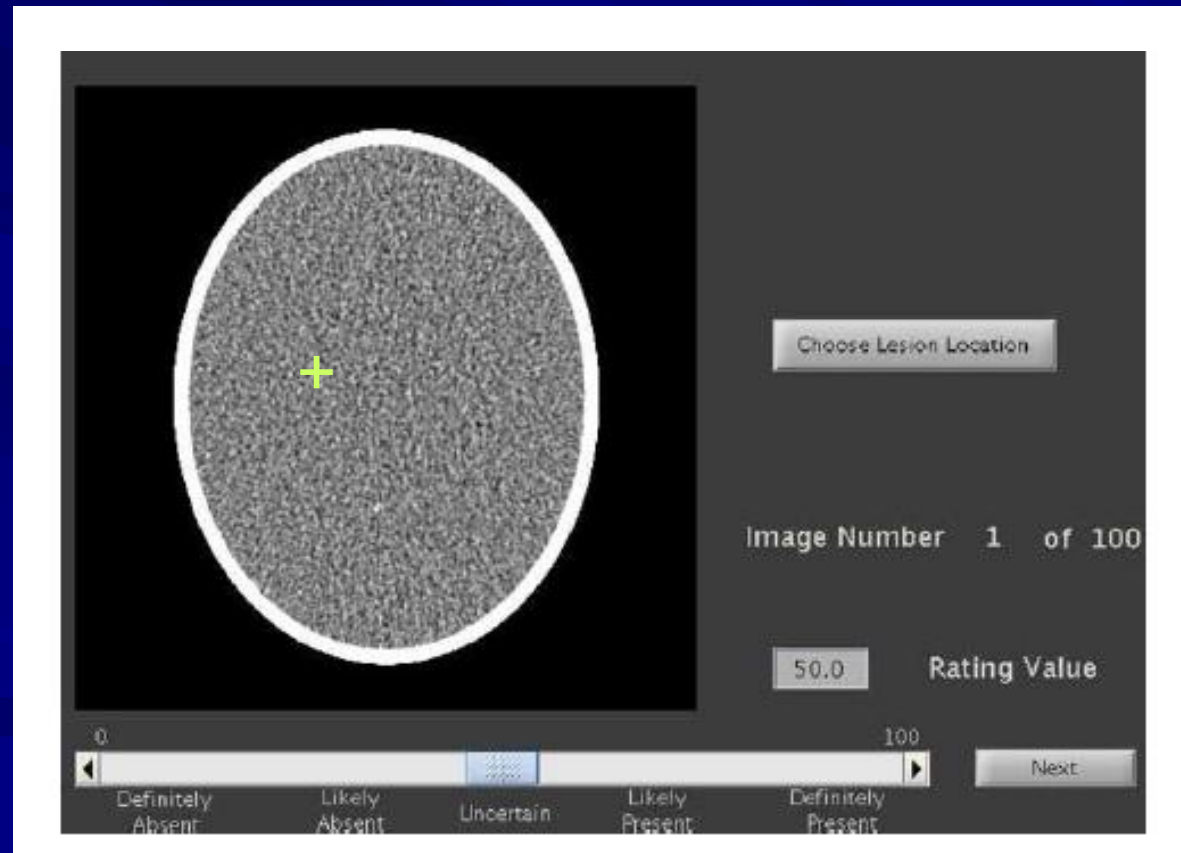 Choose Lesion Location
Image Number 1 of 100
50.0 Rating Value
0 100
Next
Definitely Absent
Likely Absent
Uncertain
Likely Present
Definitely Present